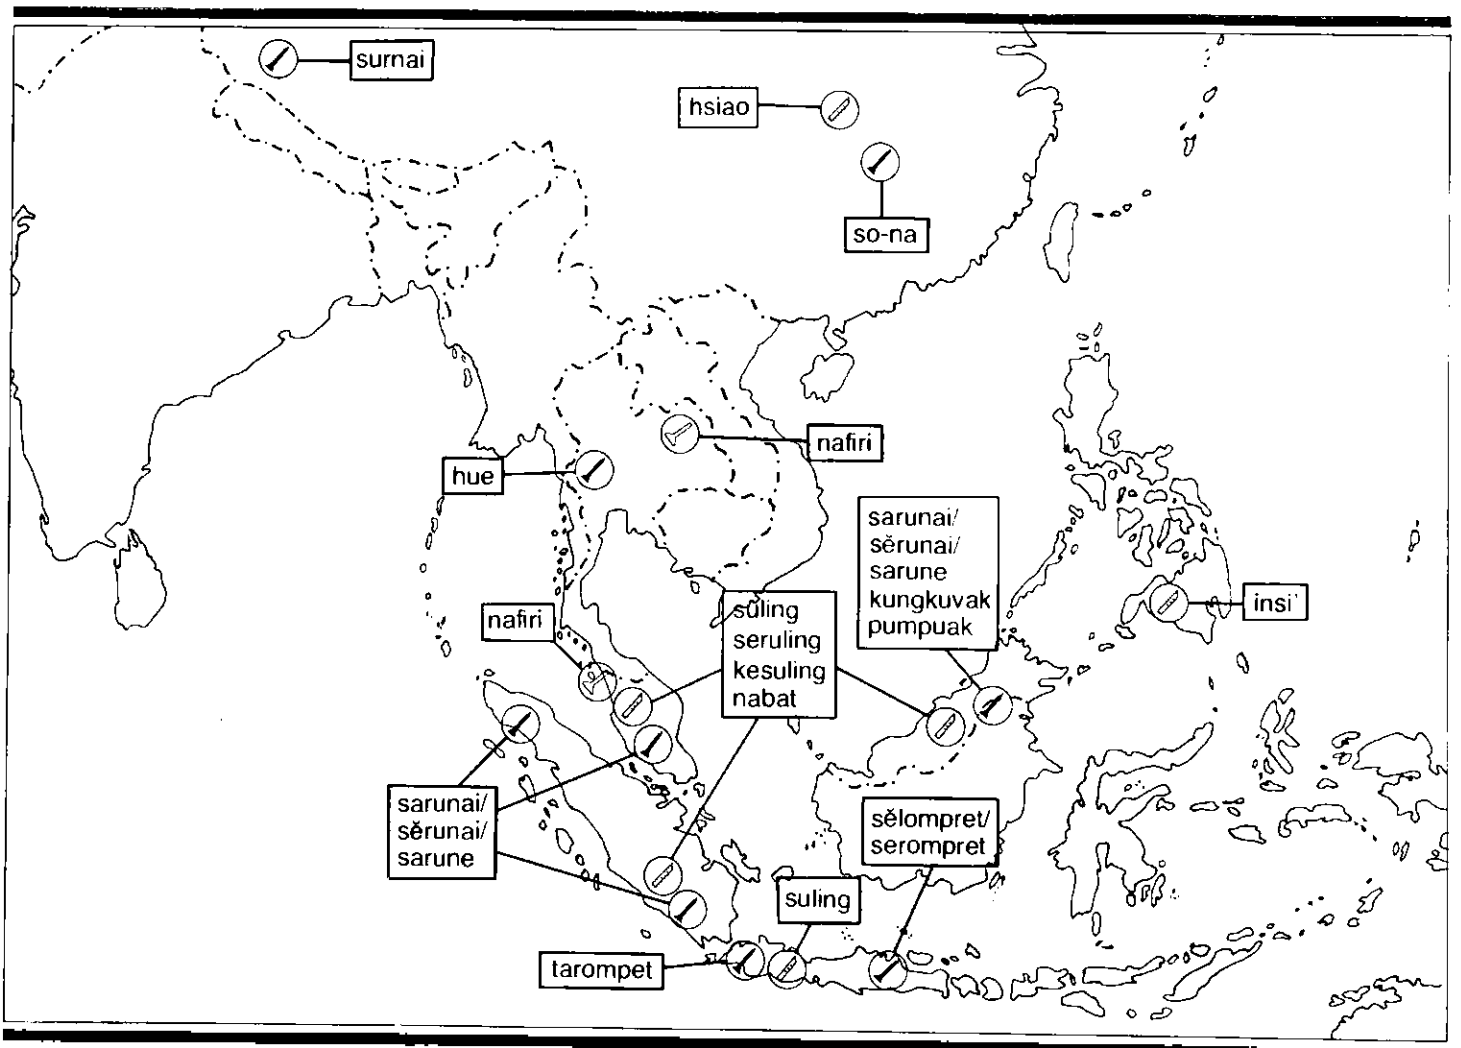 surnai
hsiao
so-na
nafiri
hue
sarunai/
sĕrunai/
sarune
kungkuvak
pumpuak
insi'
nafiri
suling
seruling
kesuling
nabat
sarunai/
sĕrunai/
sarune
sĕlompret/
serompret
suling
tarompet